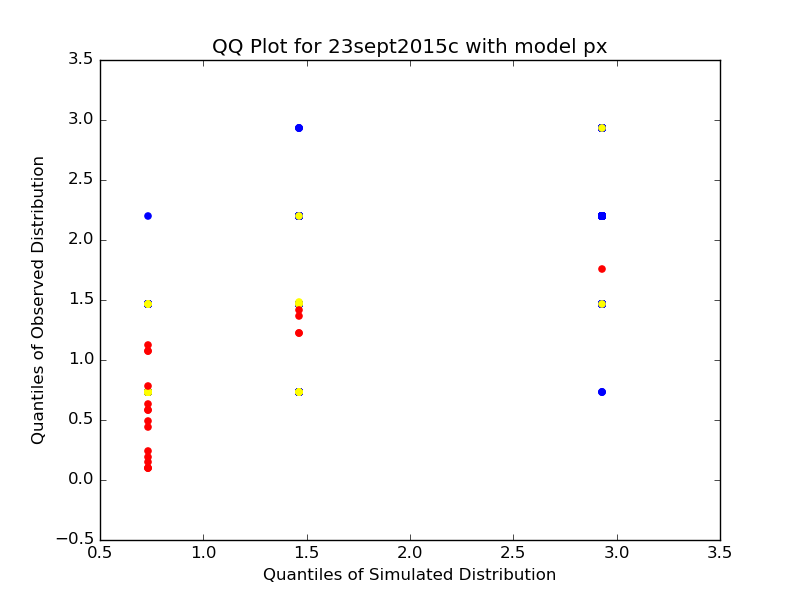 QQ Plot for 23sept2015c with model px
3.5
3.0
2.5
2.0
1.5
1.0
0.5
0.0
−0.5
Quantiles of Observed Distribution
0.5 1.0 1.5 2.0 2.5 3.0 3.5
Quantiles of Simulated Distribution